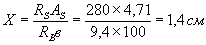 X = R_S A_S / R_B в = 280 × 4,71 / 9,4 × 100 = 1,4 см